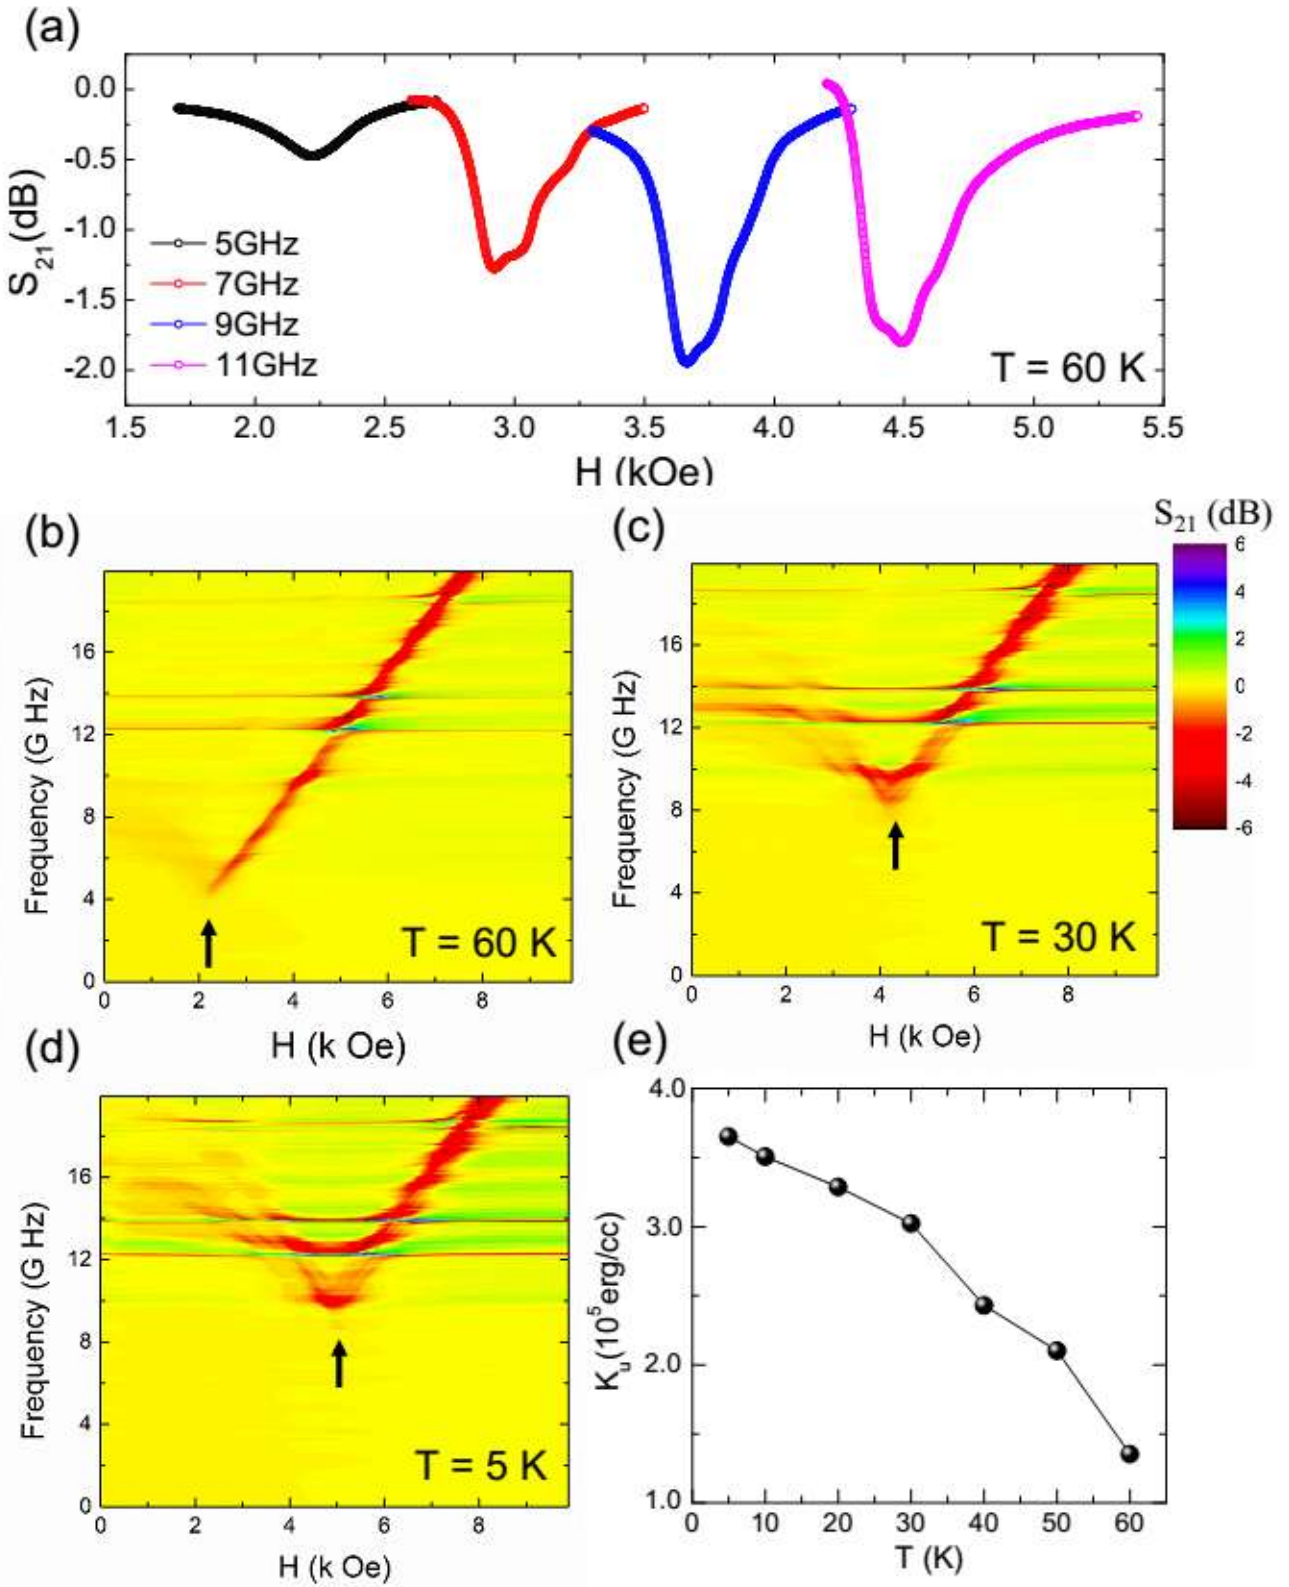 (a)
0.0
-0.5
-1.0
-1.5
-2.0
S21(dB)
5GHz
7GHz
9GHz
11GHz
T = 60 K
1.5 2.0 2.5 3.0 3.5 4.0 4.5 5.0 5.5
H (kOe)
(b)
16
12
8
4
0
Frequency (G Hz)
T = 60 K
0 2 4 6 8
H (k Oe)
(c)
16
12
8
4
0
Frequency (G Hz)
T = 30 K
0 2 4 6 8
H (k Oe)
S21 (dB)
6
4
2
0
-2
-4
-6
(d)
16
12
8
4
0
Frequency (G Hz)
T = 5 K
0 2 4 6 8
H (k Oe)
(e)
4.0
3.0
2.0
1.0
Ku(10^5 erg/cc)
0 10 20 30 40 50 60
T (K)